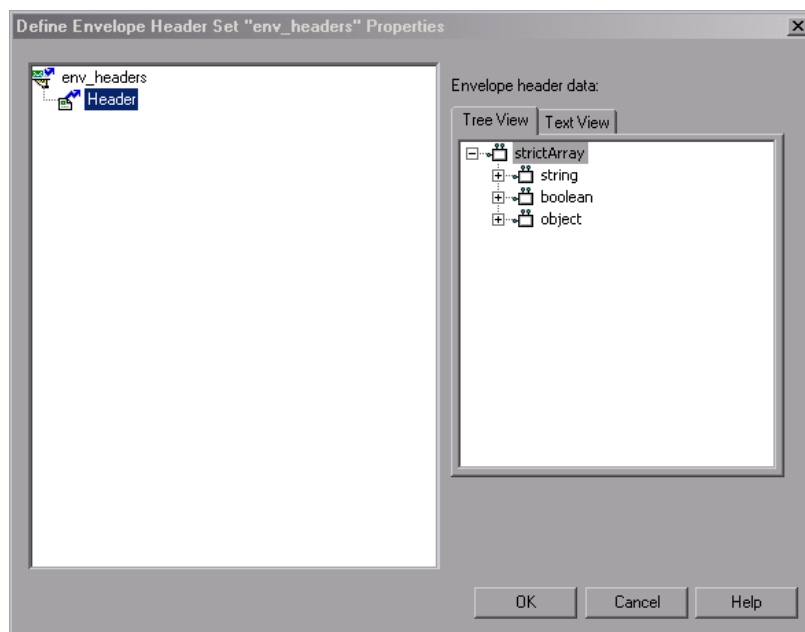 Define Envelope Header Set "env_headers" Properties
env_headers
Header
Envelope header data:
Tree View
Text View
strictArray
string
boolean
object
OK
Cancel
Help